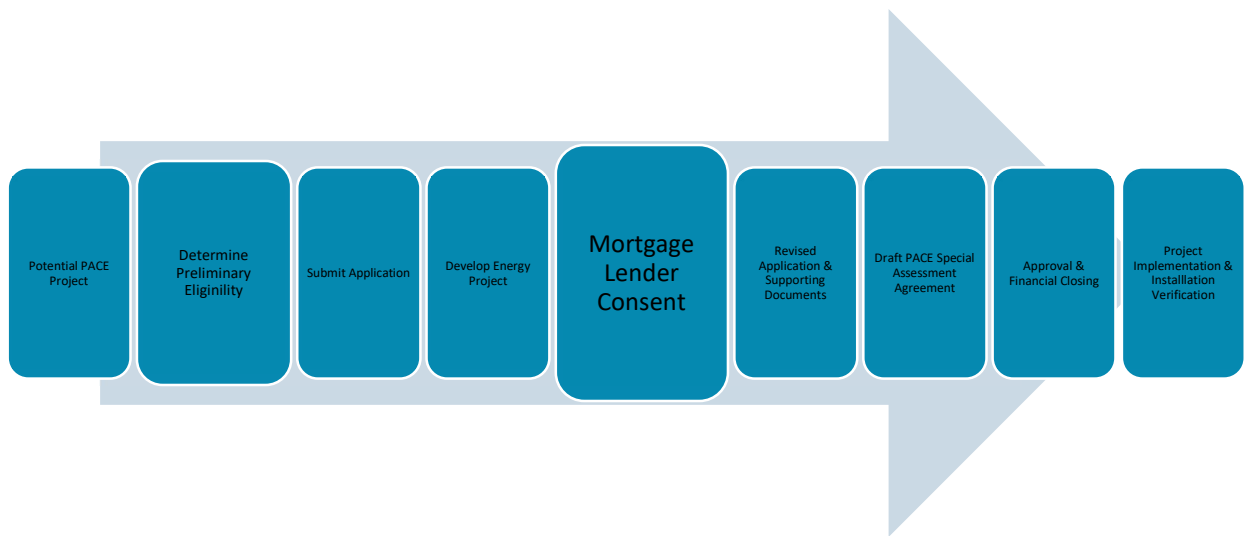 Potential PACE
Project
Determine
Preliminary
Eliginility
Submit Application
Develop Energy
Project
Mortgage
Lender
Consent
Revised
Application &
Supporting
Documents
Draft PACE Special
Assessment
Agreement
Approval &
Financial Closing
Project
Implementation &
Installlation
Verification